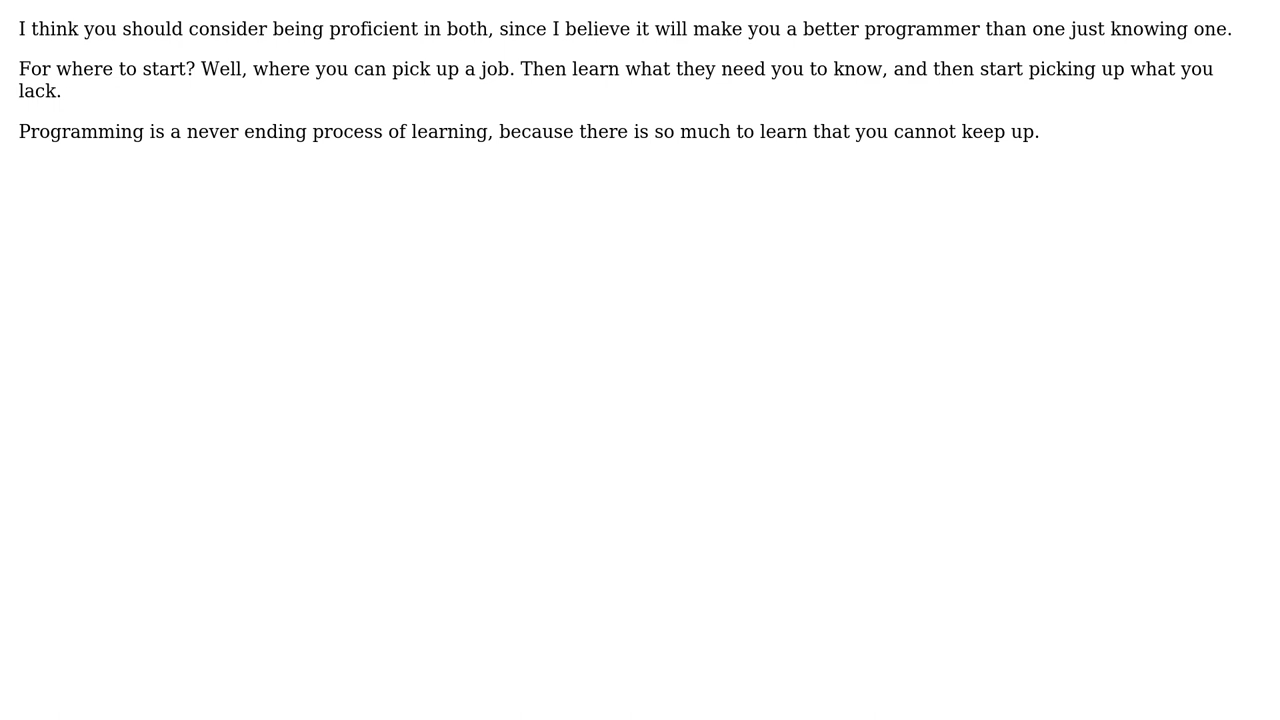 I think you should consider being proficient in both, since I believe it will make you a better programmer than one just knowing one.
For where to start? Well, where you can pick up a job. Then learn what they need you to know, and then start picking up what you
lack.
Programming is a never ending process of learning, because there is so much to learn that you cannot keep up.